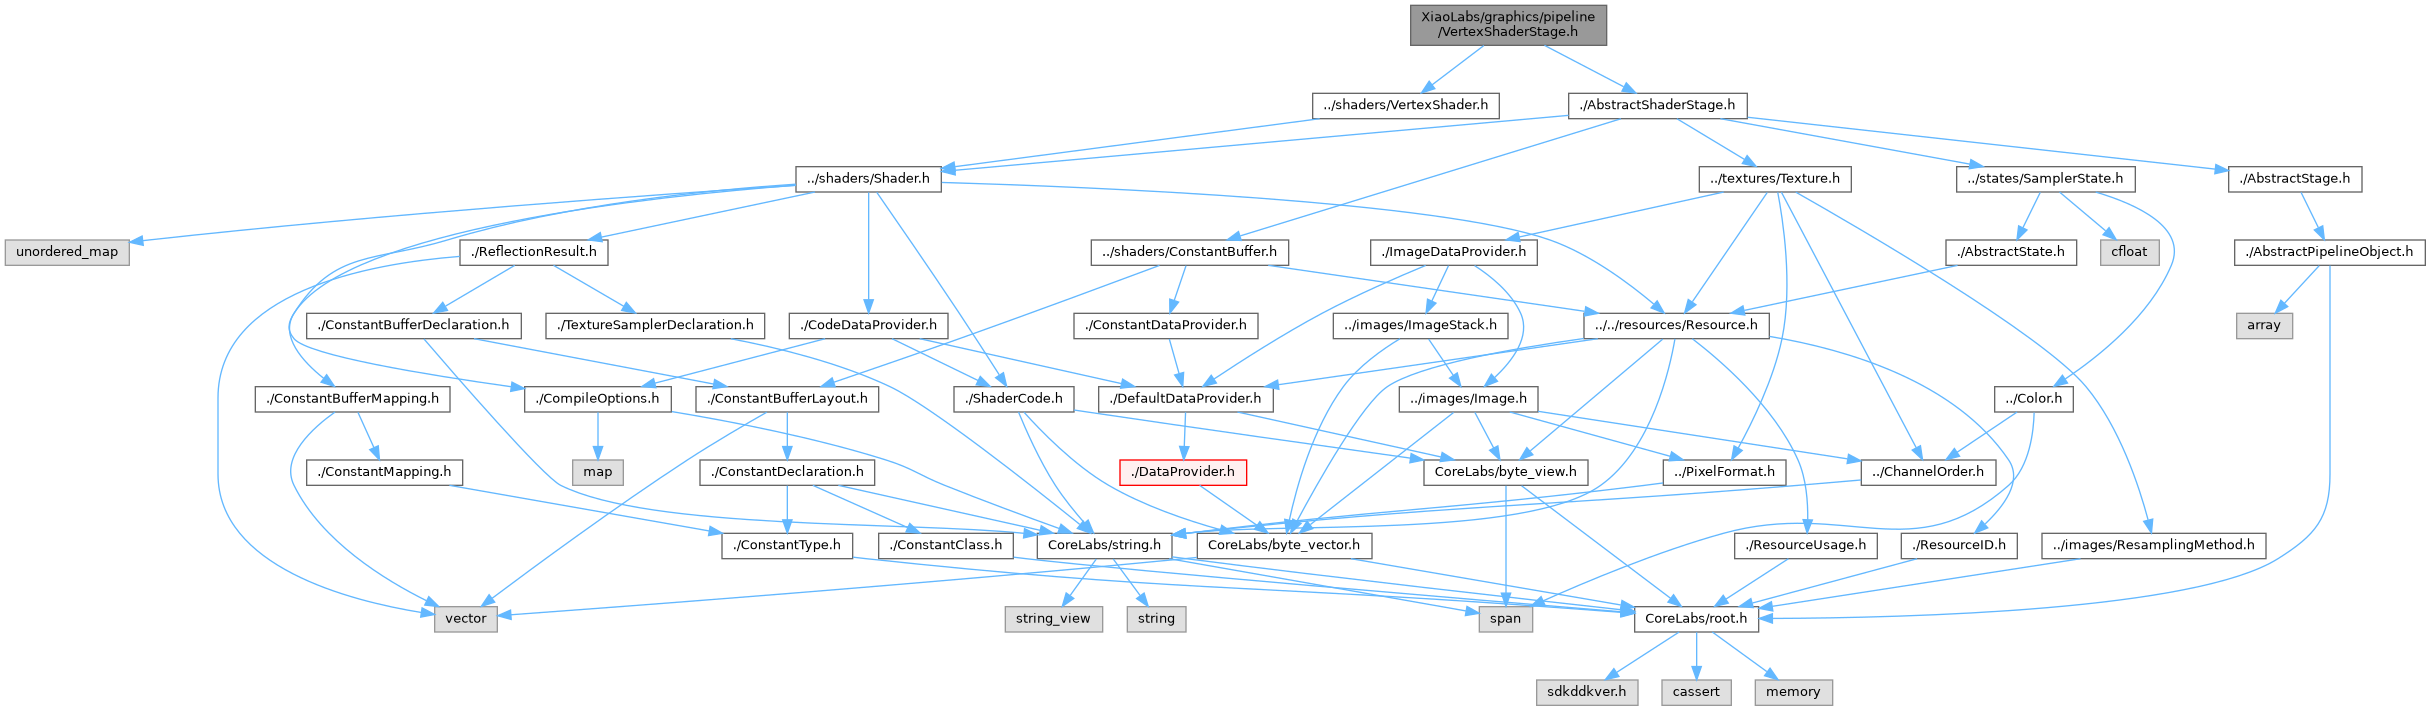 XiaoLabs/graphics/pipeline
/VertexShaderStage.h
../shaders/VertexShader.h
./AbstractShaderStage.h
../shaders/Shader.h
../textures/Texture.h
../states/SamplerState.h
./AbstractStage.h
unordered_map
./ReflectionResult.h
../shaders/ConstantBuffer.h
./ImageDataProvider.h
./AbstractState.h
cfloat
./AbstractPipelineObject.h
./ConstantBufferDeclaration.h
./TextureSamplerDeclaration.h
./CodeDataProvider.h
./ConstantDataProvider.h
../images/ImageStack.h
../../resources/Resource.h
array
./ConstantBufferMapping.h
./CompileOptions.h
./ConstantBufferLayout.h
./ShaderCode.h
./DefaultDataProvider.h
../images/Image.h
../Color.h
./ConstantMapping.h
map
./ConstantDeclaration.h
./DataProvider.h
CoreLabs/byte_view.h
../PixelFormat.h
../ChannelOrder.h
./ConstantType.h
./ConstantClass.h
CoreLabs/string.h
CoreLabs/byte_vector.h
./ResourceUsage.h
./ResourceID.h
../images/ResamplingMethod.h
vector
string_view
string
span
CoreLabs/root.h
sdkddkver.h
cassert
memory